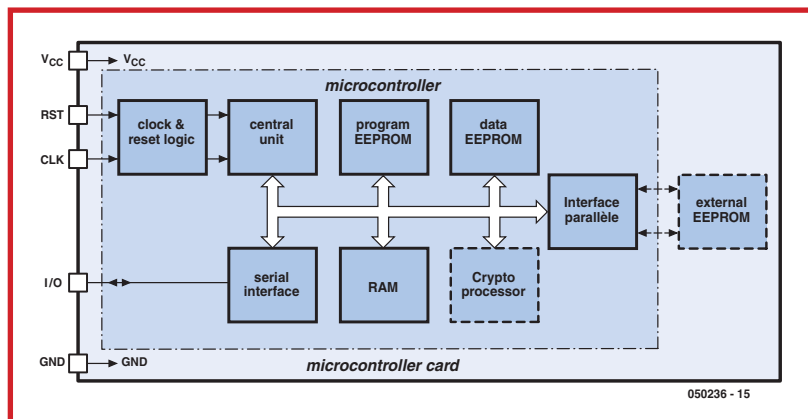 VCC
VCC
microcontroller
RST
clock &
reset logic
central
unit
program
EEPROM
data
EEPROM
CLK
Interface
parallèle
external
EEPROM
I/O
serial
interface
RAM
Crypto
processor
GND
GND
microcontroller card
050236 - 15